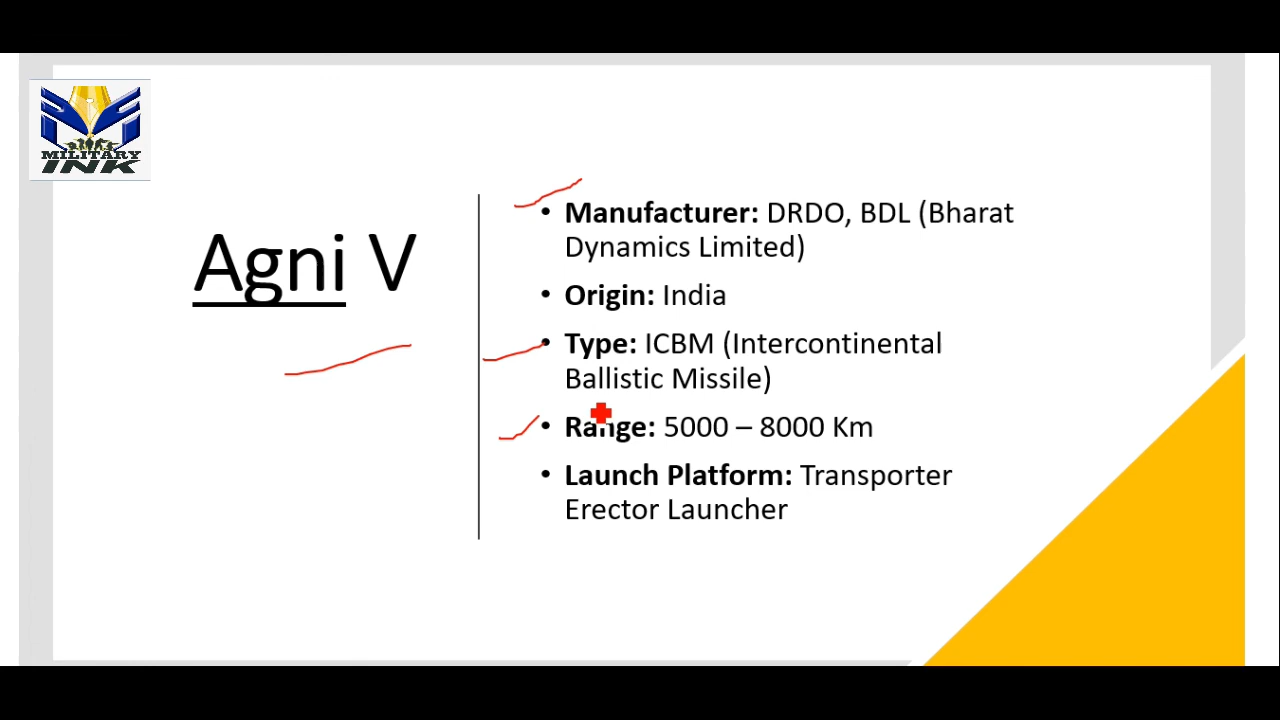 MILITARY
INK
Agni V
• Manufacturer: DRDO, BDL (Bharat
Dynamics Limited)
• Origin: India
• Type: ICBM (Intercontinental
Ballistic Missile)
• Range: 5000 – 8000 Km
• Launch Platform: Transporter
Erector Launcher